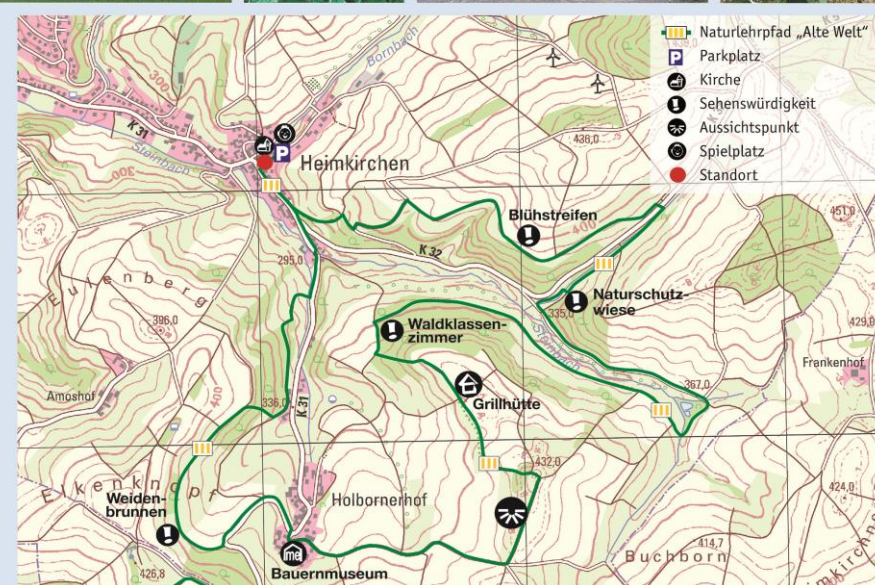 Naturlehrpfad „Alte Welt"
P Parkplatz
Kirche
Sehenswürdigkeit
Aussichtspunkt
Spielplatz
Standort
Bornbach
K 31
Steinbach
300
300
P
Heimkirchen
436,0
Blühstreifen
400
451,0
K 32
295,0
Eulenberg
396,0
Naturschutz-
wiese
335,0
Waldklassen-
zimmer
Steinbach
429,0
Frankenhof
Amoshof
400
336,0
K 31
Grillhütte
367,0
432,0
Elkenknopf
Weiden-
brunnen
Holbornerhof
424,0
414,7
Buchborn
Bauernmuseum
426,8